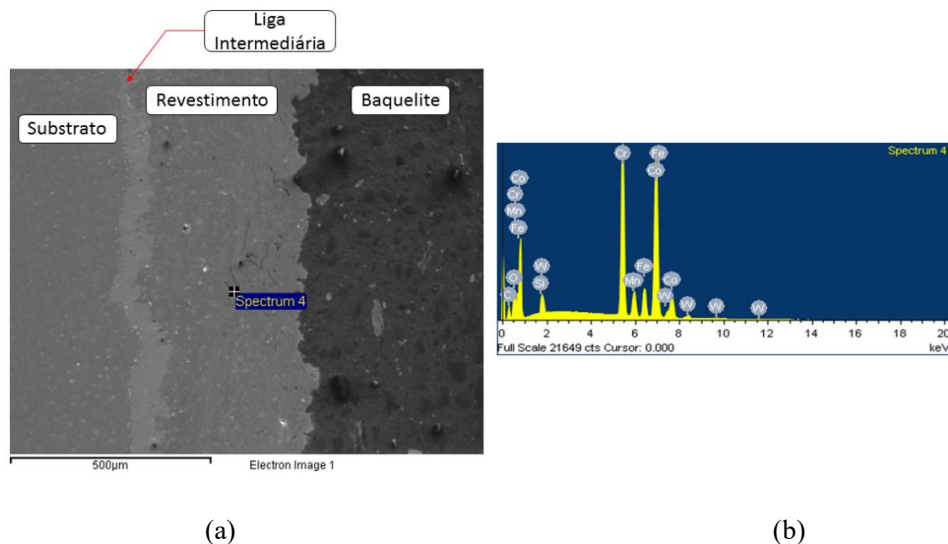 Liga
Intermediária
Substrato
Revestimento
Baquelite
Spectrum 4
500µm
Electron Image 1
Spectrum 4
Cr
Fe
Co
Co
Cr
Mn
Fe
W
Si
O
C
Mn
Fe
Co
W
W
W
W
0 2 4 6 8 10 12 14 16 18 20
Full Scale 21649 cts Cursor: 0.000
keV
(a)
(b)